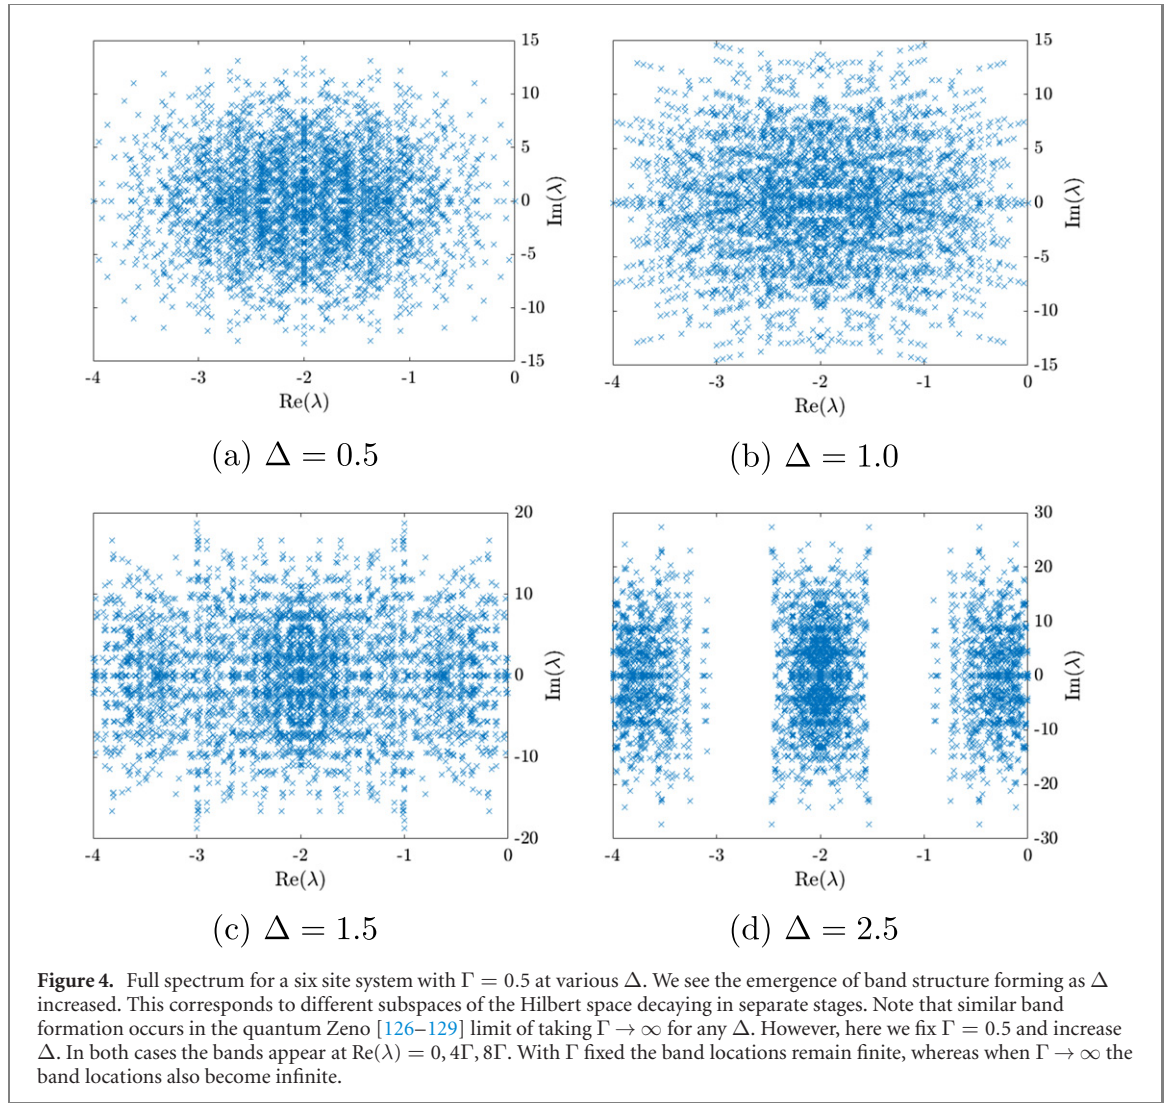 15
10
5
0
-5
-10
-15
Im(λ)
-4 -3 -2 -1 0
Re(λ)
(a) Δ = 0.5
15
10
5
0
-5
-10
-15
Im(λ)
-4 -3 -2 -1 0
Re(λ)
(b) Δ = 1.0
20
10
0
-10
-20
Im(λ)
-4 -3 -2 -1 0
Re(λ)
(c) Δ = 1.5
30
20
10
0
-10
-20
-30
Im(λ)
-4 -3 -2 -1 0
Re(λ)
(d) Δ = 2.5
Figure 4. Full spectrum for a six site system with Γ = 0.5 at various Δ. We see the emergence of band structure forming as Δ
increased. This corresponds to different subspaces of the Hilbert space decaying in separate stages. Note that similar band
formation occurs in the quantum Zeno [126–129] limit of taking Γ → ∞ for any Δ. However, here we fix Γ = 0.5 and increase
Δ. In both cases the bands appear at Re(λ) = 0, 4Γ, 8Γ. With Γ fixed the band locations remain finite, whereas when Γ → ∞ the
band locations also become infinite.